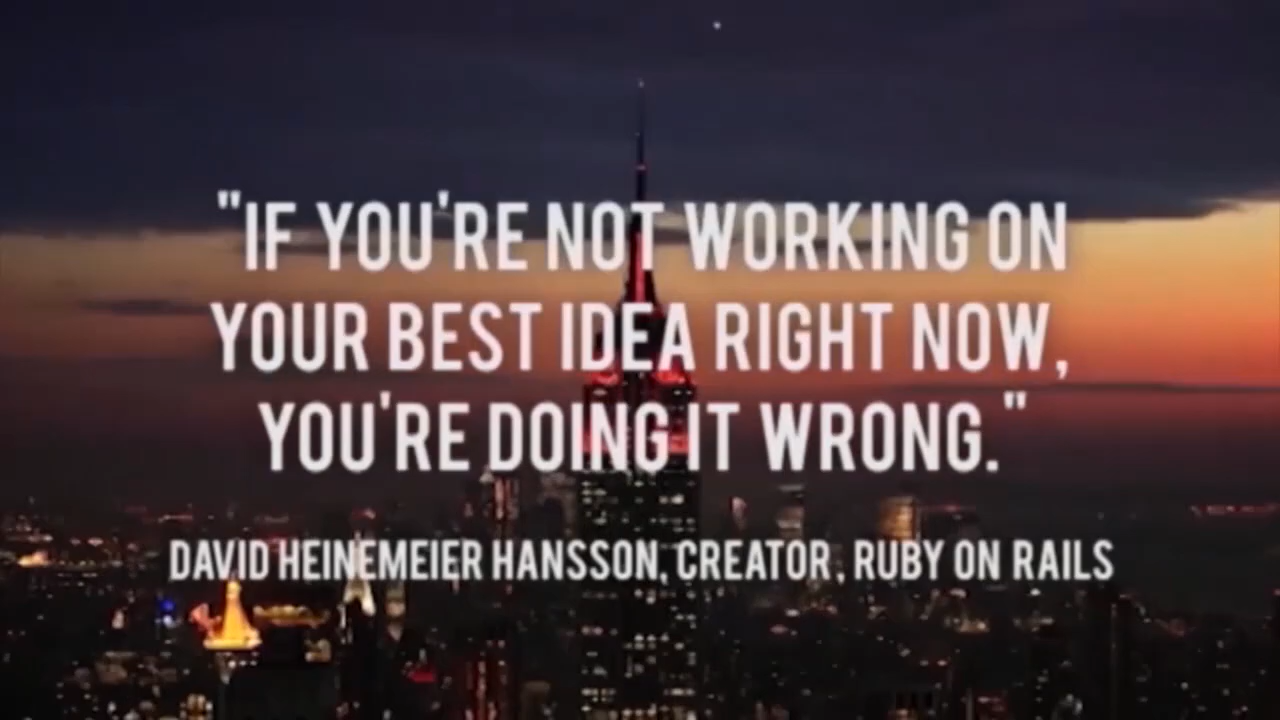 "IF YOU'RE NOT WORKING ON
YOUR BEST IDEA RIGHT NOW,
YOU'RE DOING IT WRONG."
DAVID HEINEMEIER HANSSON, CREATOR, RUBY ON RAILS